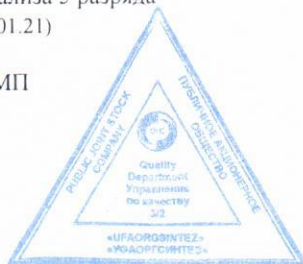 ализа 5 разряда
01.21)
МП
PUBLIC JOINT STOCK
COMPANY
ПУБЛИЧНОЕ АКЦИОНЕРНОЕ
ОБЩЕСТВО
Quality
Department
Управление
по качеству
3/2
«UFAORGSINTEZ»
«УФАОРГСИНТЕЗ»